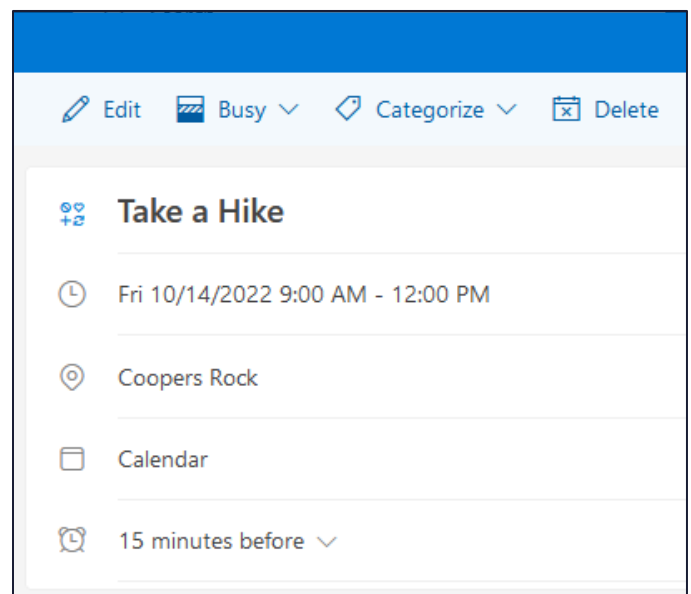 Edit Busy Categorize Delete
Take a Hike
Fri 10/14/2022 9:00 AM - 12:00 PM
Coopers Rock
Calendar
15 minutes before